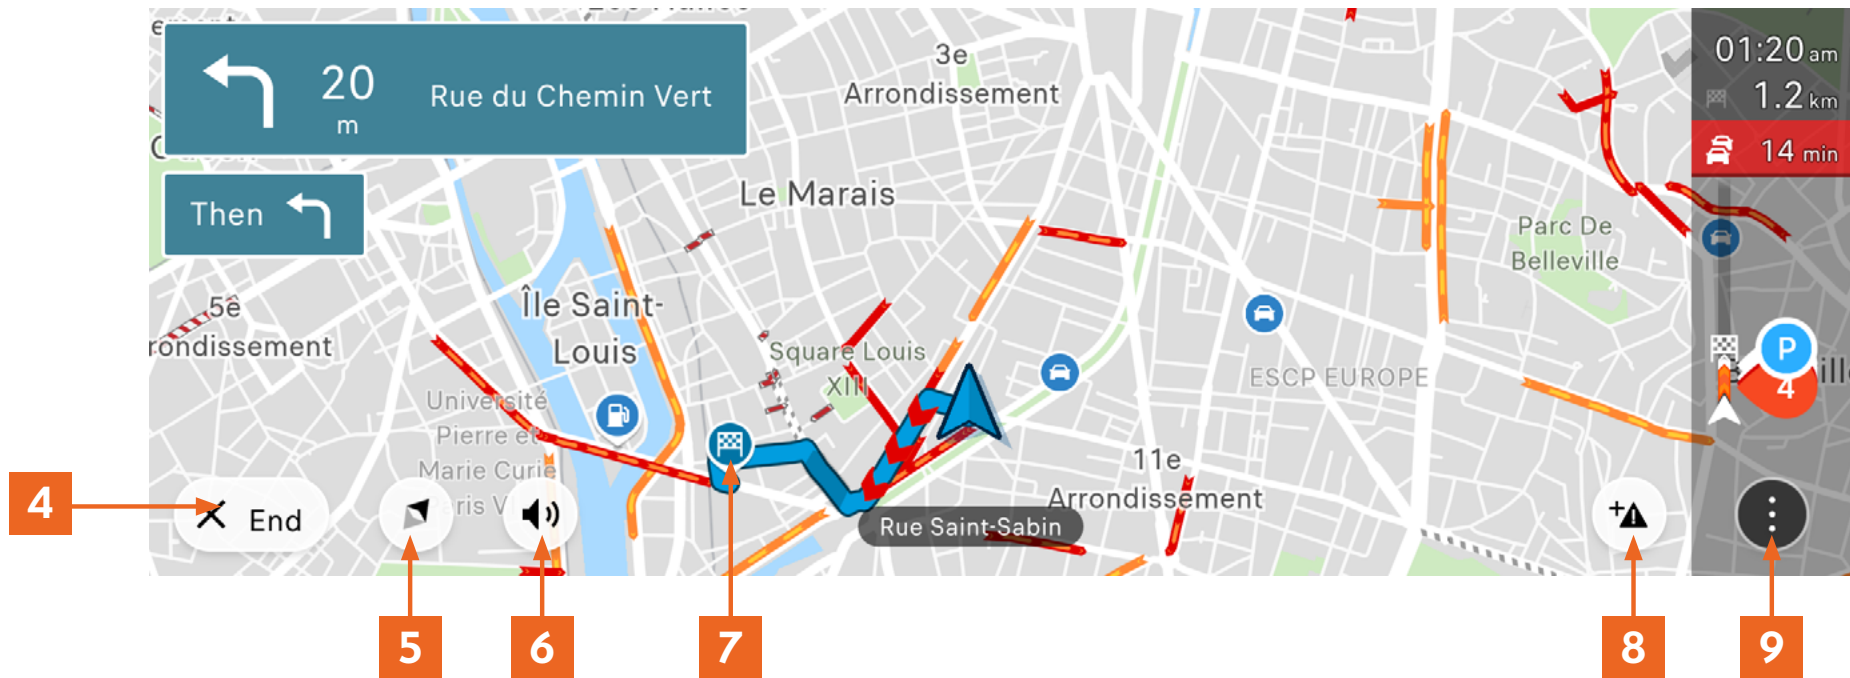 20
m
Rue du Chemin Vert
Then
3e
Arrondissement
01:20 am
1.2 km
14 min
Le Marais
Parc De
Belleville
5e
rondissement
Île Saint-
Louis
Square Louis
XIII
ESCP EUROPE
P
4
Université
Pierre et
Marie Curie
aris V
11e
Arrondissement
Rue Saint-Sabin
End
4
5
6
7
8
9